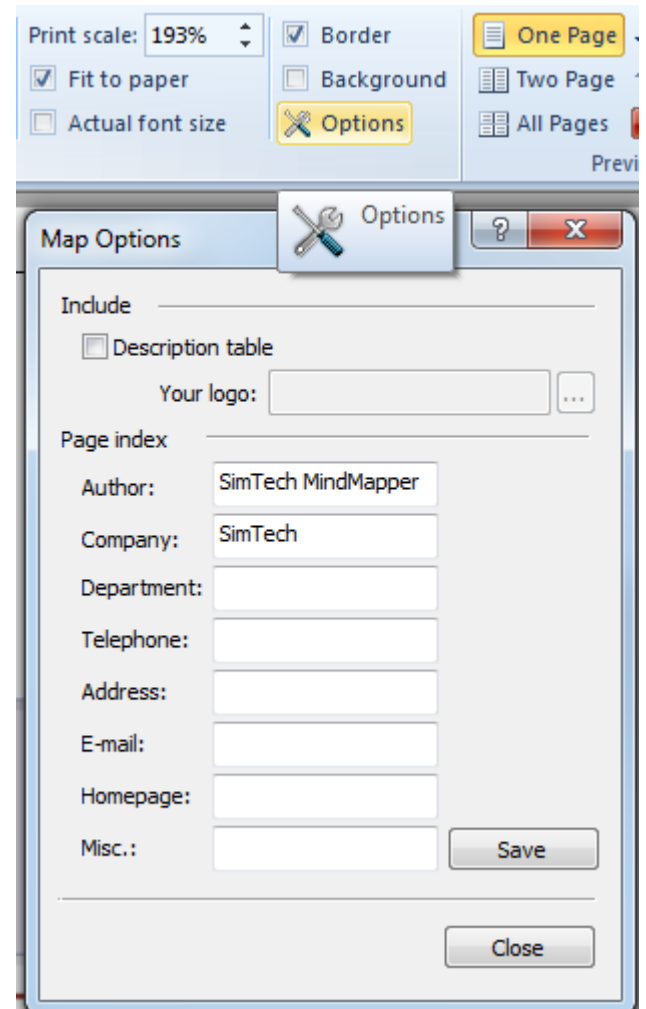 Print scale: 193% Border One Page
Fit to paper Background Two Page
Actual font size Options All Pages
Options
Map Options
Include
Description table
Your logo: ...
Page index
Author: SimTech MindMapper
Company: SimTech
Department:
Telephone:
Address:
E-mail:
Homepage:
Misc.: Save
Close